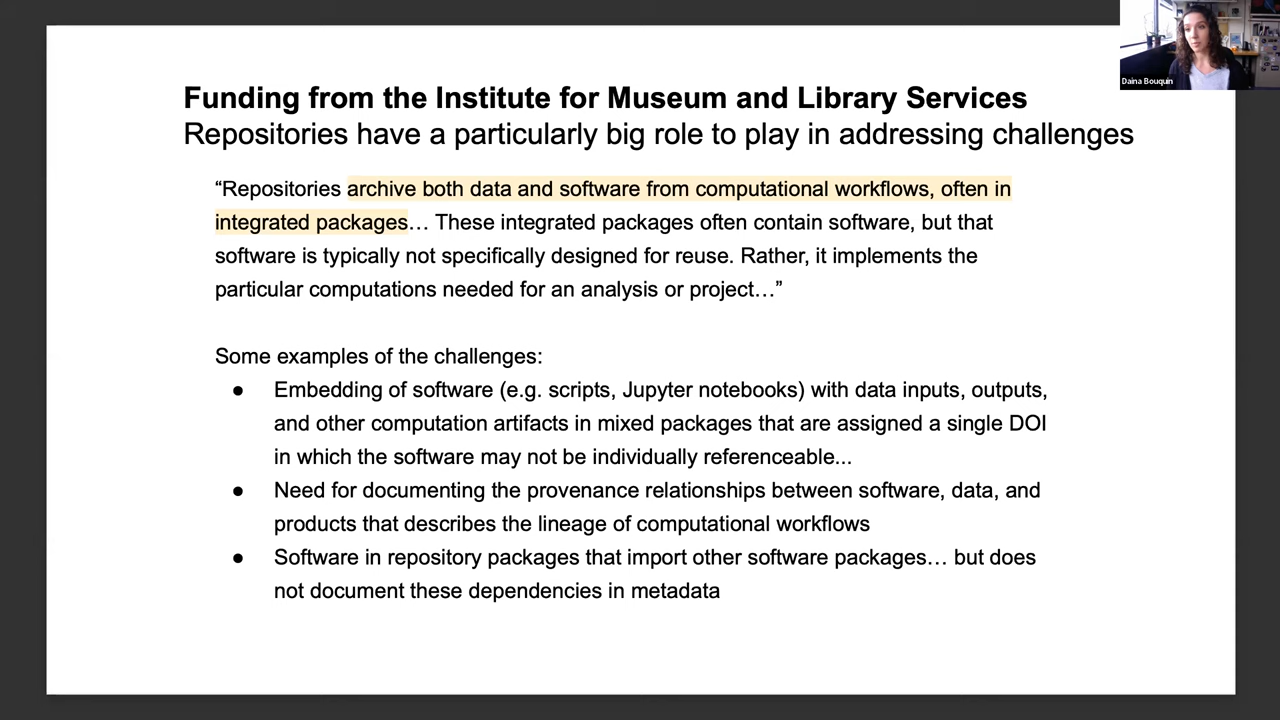 Funding from the Institute for Museum and Library Services
Repositories have a particularly big role to play in addressing challenges
“Repositories archive both data and software from computational workflows, often in
integrated packages… These integrated packages often contain software, but that
software is typically not specifically designed for reuse. Rather, it implements the
particular computations needed for an analysis or project…”
Some examples of the challenges:
● Embedding of software (e.g. scripts, Jupyter notebooks) with data inputs, outputs,
and other computation artifacts in mixed packages that are assigned a single DOI
in which the software may not be individually referenceable...
● Need for documenting the provenance relationships between software, data, and
products that describes the lineage of computational workflows
● Software in repository packages that import other software packages… but does
not document these dependencies in metadata
Daina Bouquin